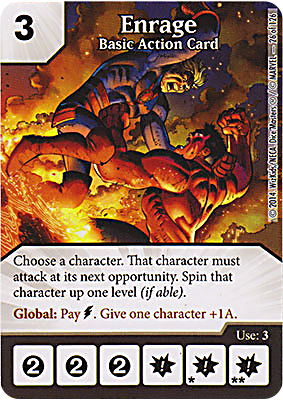 3
Enrage
Basic Action Card
© 2014 WizKids/NECA. Dice Masters © / © MARVEL — 26 of 126
Choose a character. That character must
attack at its next opportunity. Spin that
character up one level (if able).
Global: Pay. Give one character +1A.
Use: 3
2 2 2 ! ! !
* **